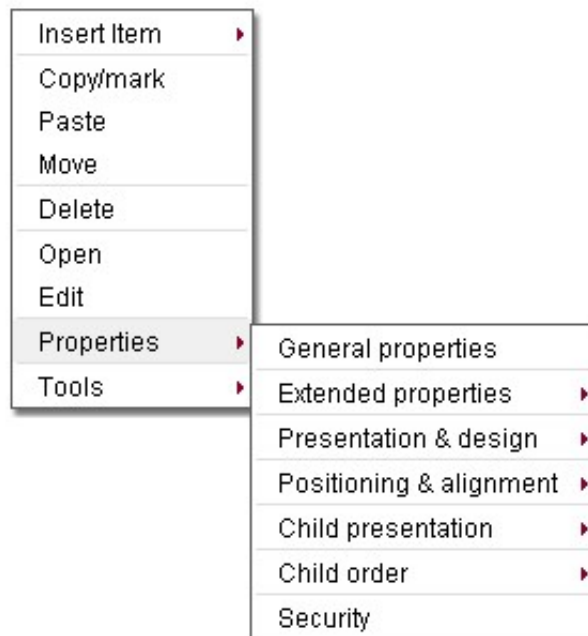 Insert Item
Copy/mark
Paste
Move
Delete
Open
Edit
Properties
Tools
General properties
Extended properties
Presentation & design
Positioning & alignment
Child presentation
Child order
Security